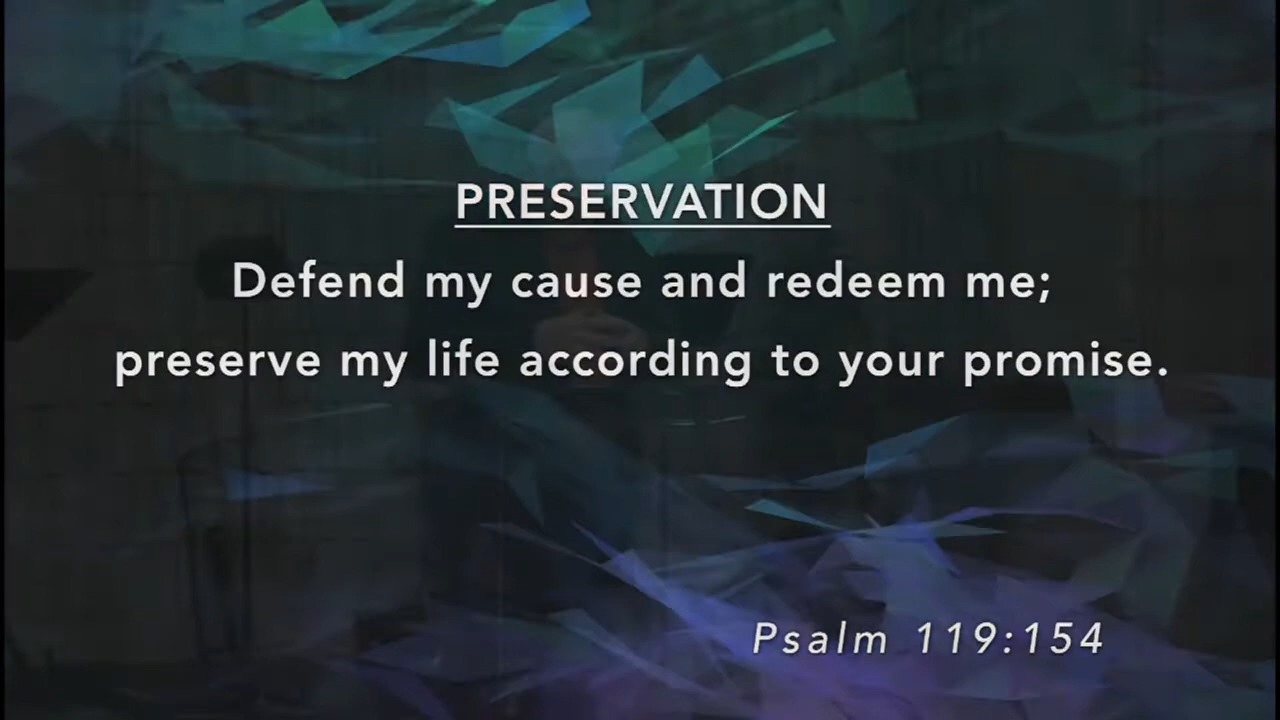 PRESERVATION
Defend my cause and redeem me;
preserve my life according to your promise.
Psalm 119:154